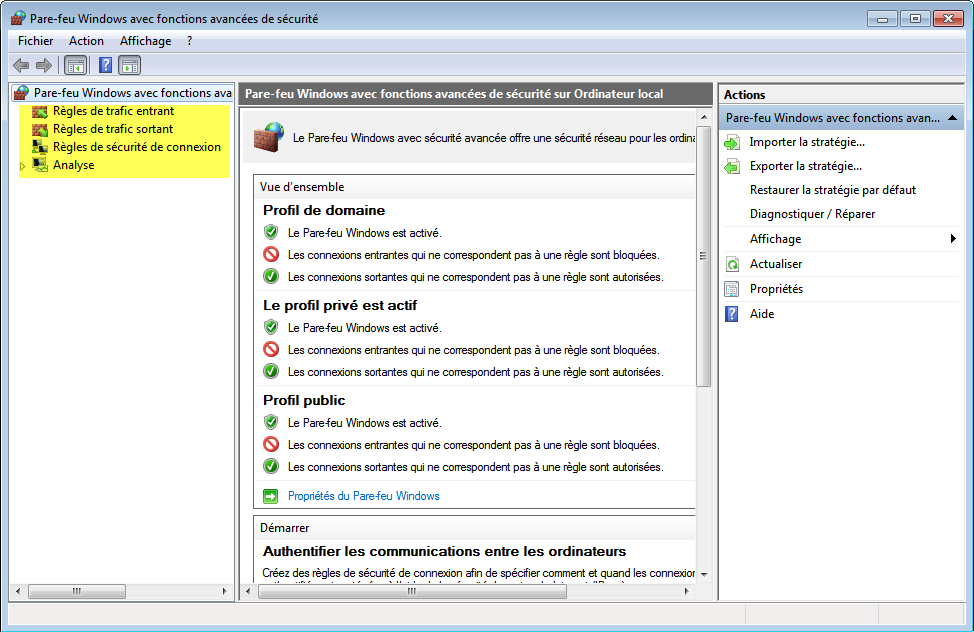 Pare-feu Windows avec fonctions avancées de sécurité
Fichier Action Affichage ?
Pare-feu Windows avec fonctions ava
Règles de trafic entrant
Règles de trafic sortant
Règles de sécurité de connexion
Analyse
Pare-feu Windows avec fonctions avancées de sécurité sur Ordinateur local
Le Pare-feu Windows avec sécurité avancée offre une sécurité réseau pour les ordina
Vue d'ensemble
Profil de domaine
Le Pare-feu Windows est activé.
Les connexions entrantes qui ne correspondent pas à une règle sont bloquées.
Les connexions sortantes qui ne correspondent pas à une règle sont autorisées.
Le profil privé est actif
Le Pare-feu Windows est activé.
Les connexions entrantes qui ne correspondent pas à une règle sont bloquées.
Les connexions sortantes qui ne correspondent pas à une règle sont autorisées.
Profil public
Le Pare-feu Windows est activé.
Les connexions entrantes qui ne correspondent pas à une règle sont bloquées.
Les connexions sortantes qui ne correspondent pas à une règle sont autorisées.
Propriétés du Pare-feu Windows
Démarrer
Authentifier les communications entre les ordinateurs
Créez des règles de sécurité de connexion afin de spécifier comment et quand les connexion
Actions
Pare-feu Windows avec fonctions avan...
Importer la stratégie...
Exporter la stratégie...
Restaurer la stratégie par défaut
Diagnostiquer / Réparer
Affichage
Actualiser
Propriétés
Aide